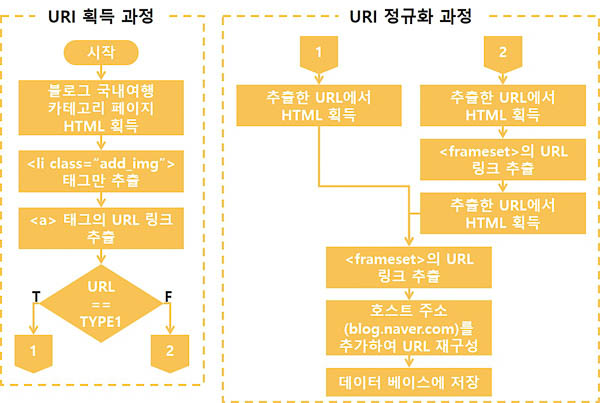 URI 획득 과정
시작
블로그 국내여행
카테고리 페이지
HTML 획득
<li class="add_img">
태그만 추출
<a> 태그의 URL 링크
추출
URL
==
TYPE1
T
F
1
2
URI 정규화 과정
1
2
추출한 URL에서
HTML 획득
추출한 URL에서
HTML 획득
<frameset>의 URL
링크 추출
추출한 URL에서
HTML 획득
<frameset>의 URL
링크 추출
호스트 주소
(blog.naver.com)를
추가하여 URL 재구성
데이터 베이스에 저장